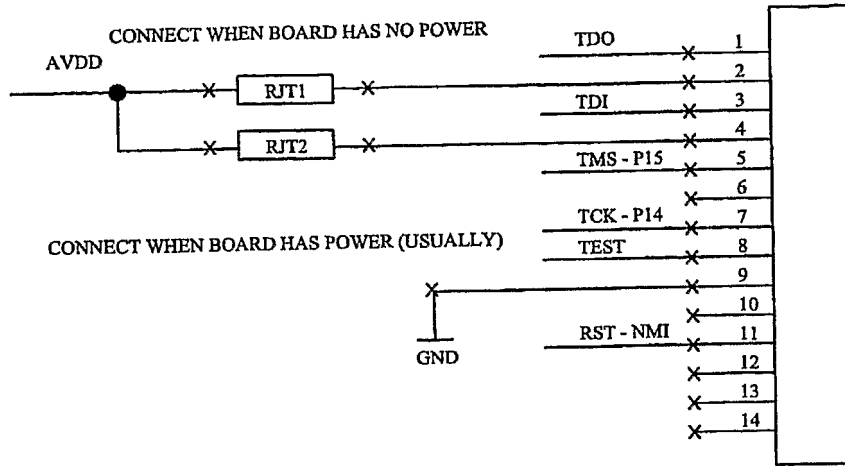 CONNECT WHEN BOARD HAS NO POWER
AVDD
RJT1
RJT2
CONNECT WHEN BOARD HAS POWER (USUALLY)
GND
TDO 1
2
TDI 3
4
TMS - P15 5
6
TCK - P14 7
TEST 8
9
10
RST - NMI 11
12
13
14